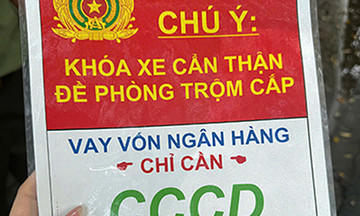 CHÚ Ý:
KHÓA XE CẨN THẬN
ĐỀ PHÒNG TRỘM CẮP
VAY VỐN NGÂN HÀNG
CHỈ CẦN
CCCD